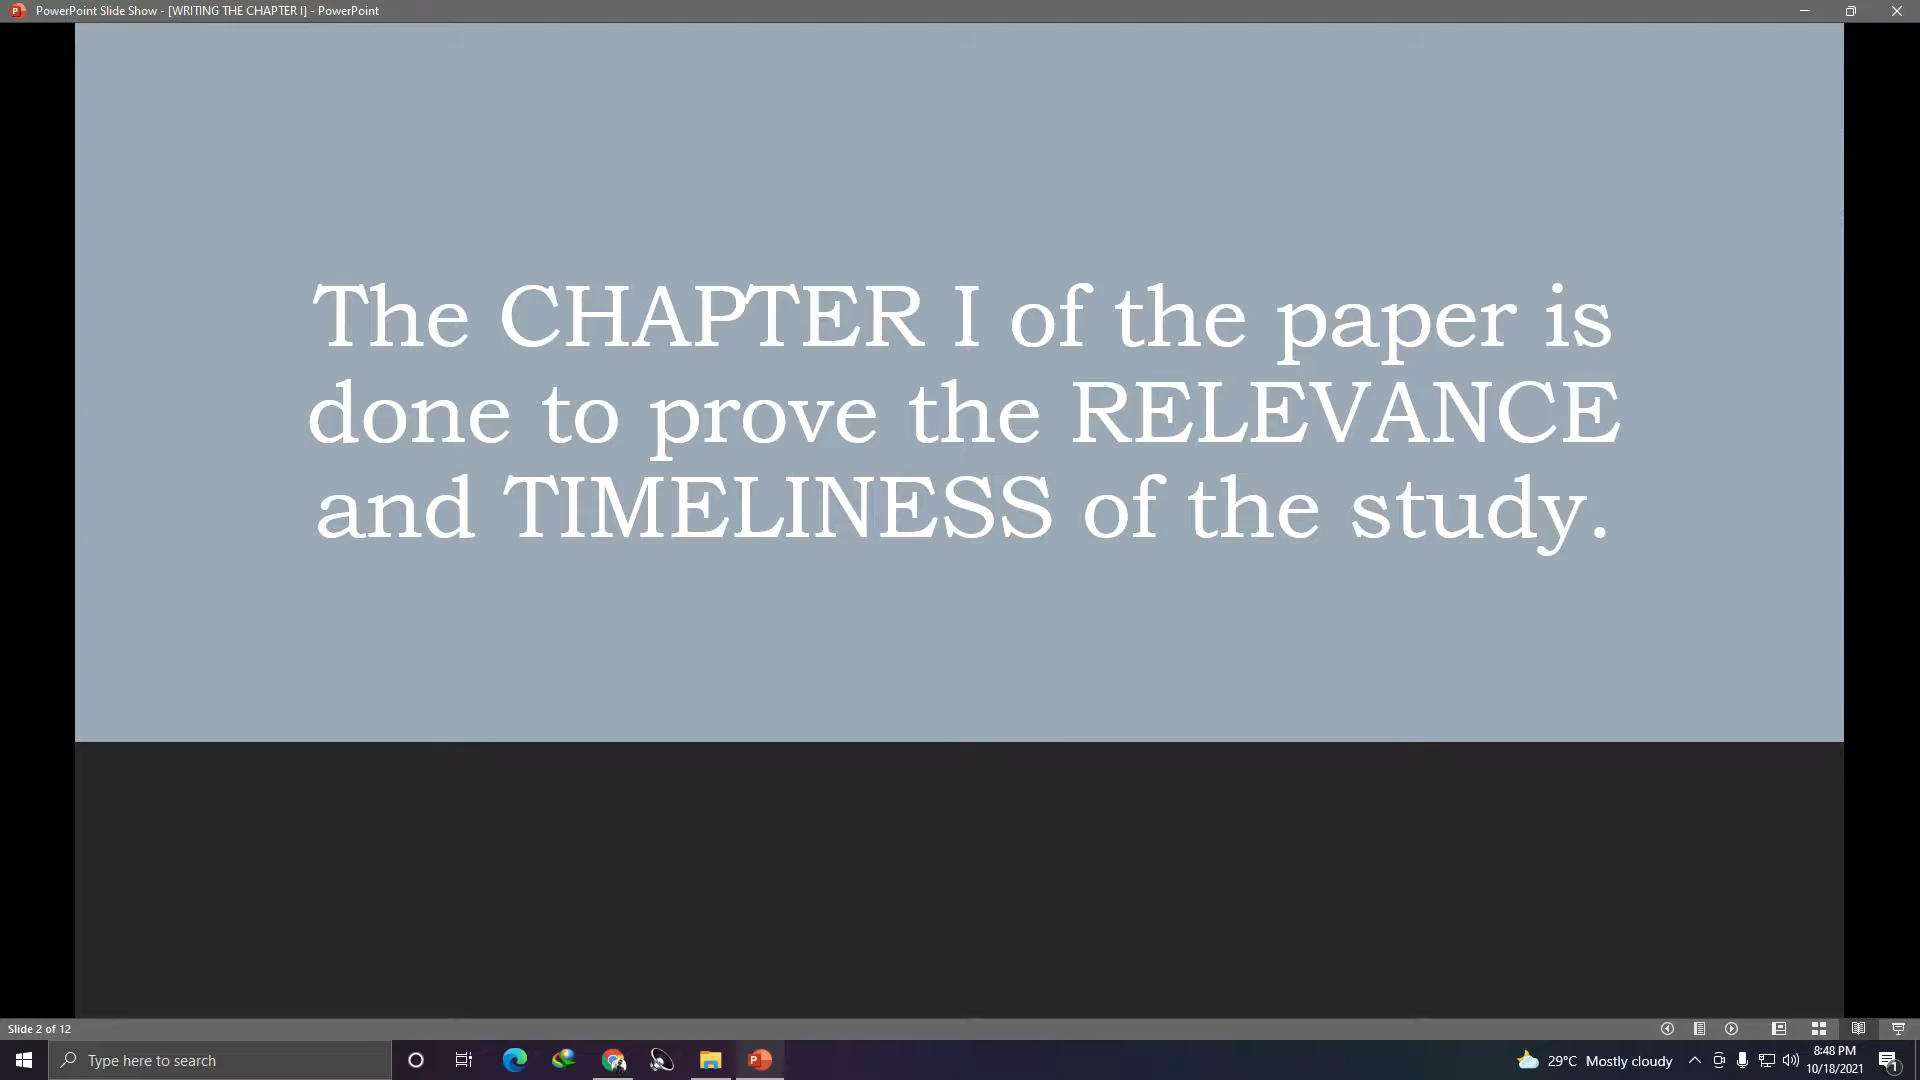 PowerPoint Slide Show - [WRITING THE CHAPTER I] - PowerPoint
The CHAPTER I of the paper is
done to prove the RELEVANCE
and TIMELINESS of the study.
Slide 2 of 12
Type here to search
29°C Mostly cloudy
8:48 PM
10/18/2021
1